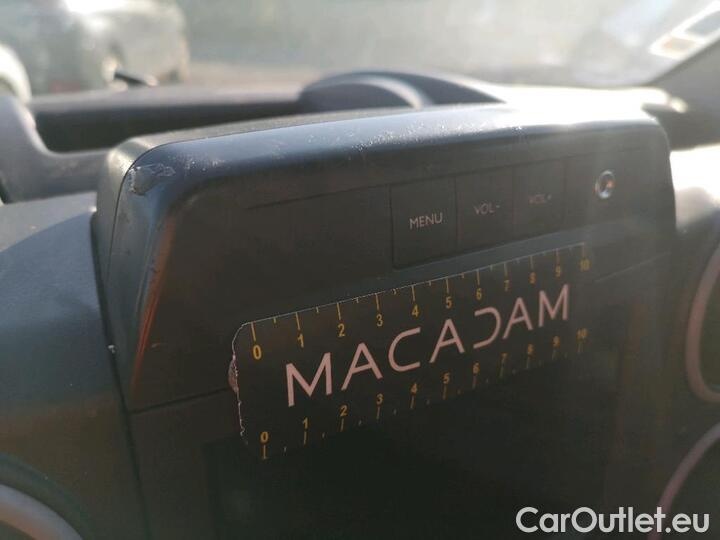 MENU VOL- VOL+
0 1 2 3 4 5 6 7 8 9 10
MACADAM
0 1 2 3 4 5 6 7 8 9 10
CarOutlet.eu